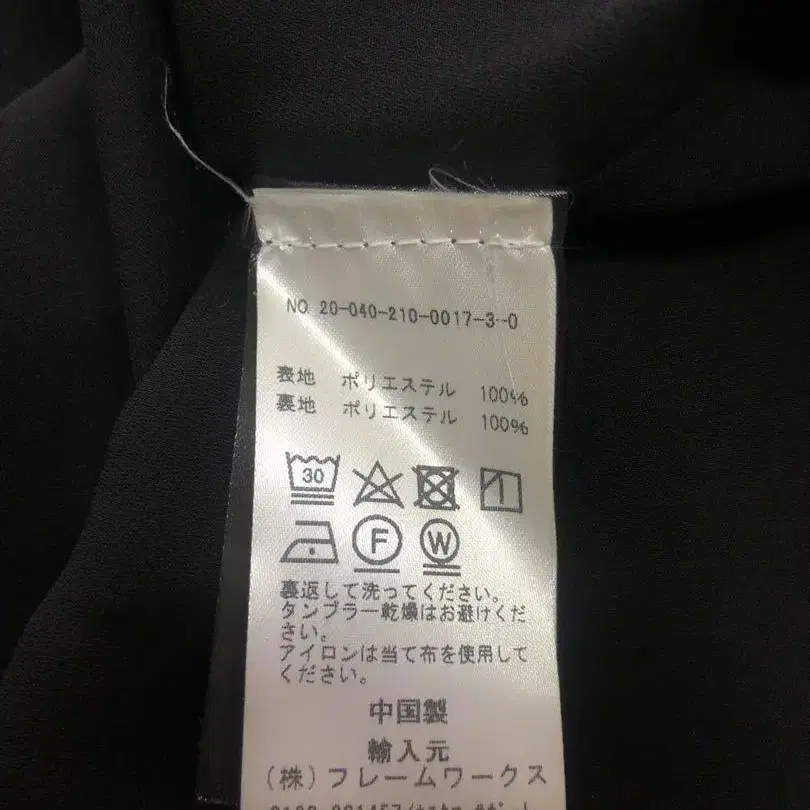 NO 20-040-210-0017-3-0
表地 ポリエステル 100%
裏地 ポリエステル 100%
30
F
W
裏返して洗ってください。
タンブラー乾燥はお避けくだ
さい。
アイロンは当て布を使用して
ください。
中国製
輸入元
(株)フレームワークス